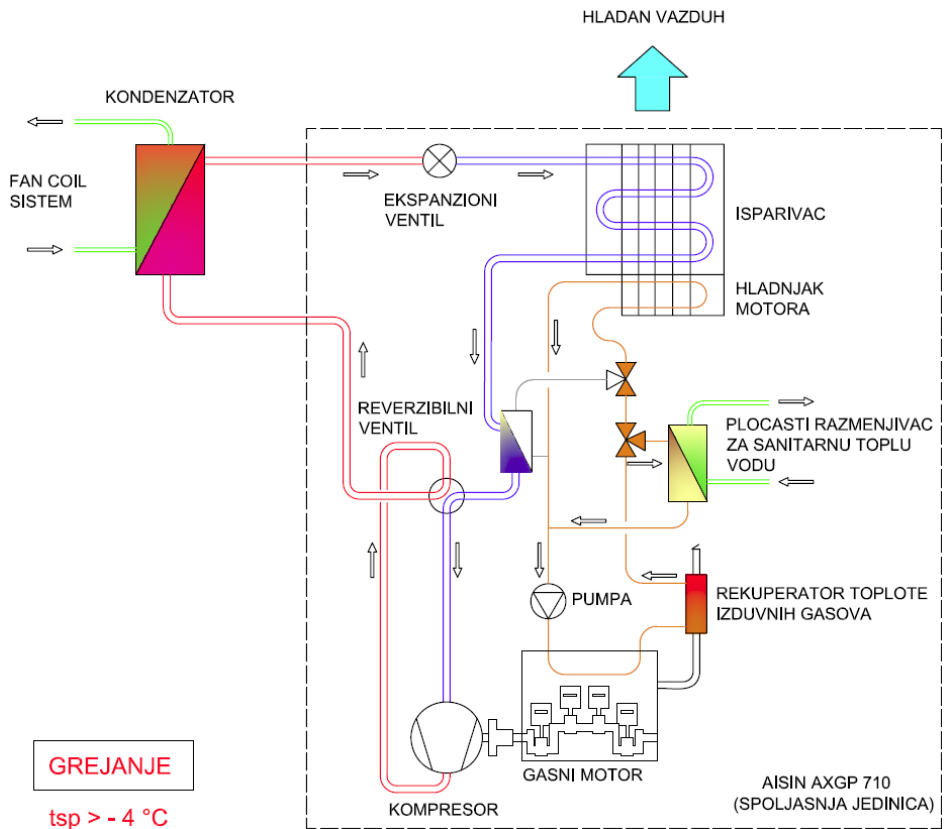 HLADAN VAZDUH
KONDENZATOR
FAN COIL
SISTEM
EKSPANZIONI
VENTIL
ISPARIVAC
HLADNJAK
MOTORA
REVERZIBILNI
VENTIL
PLOCASTI RAZMENJIVAC
ZA SANITARNU TOPLU
VODU
PUMPA
REKUPERATOR TOPLOTE
IZDUVNIH GASOVA
GREJANJE
tsp > - 4 °C
KOMPRESOR
GASNI MOTOR
AISIN AXGP 710
(SPOLJASNJA JEDINICA)